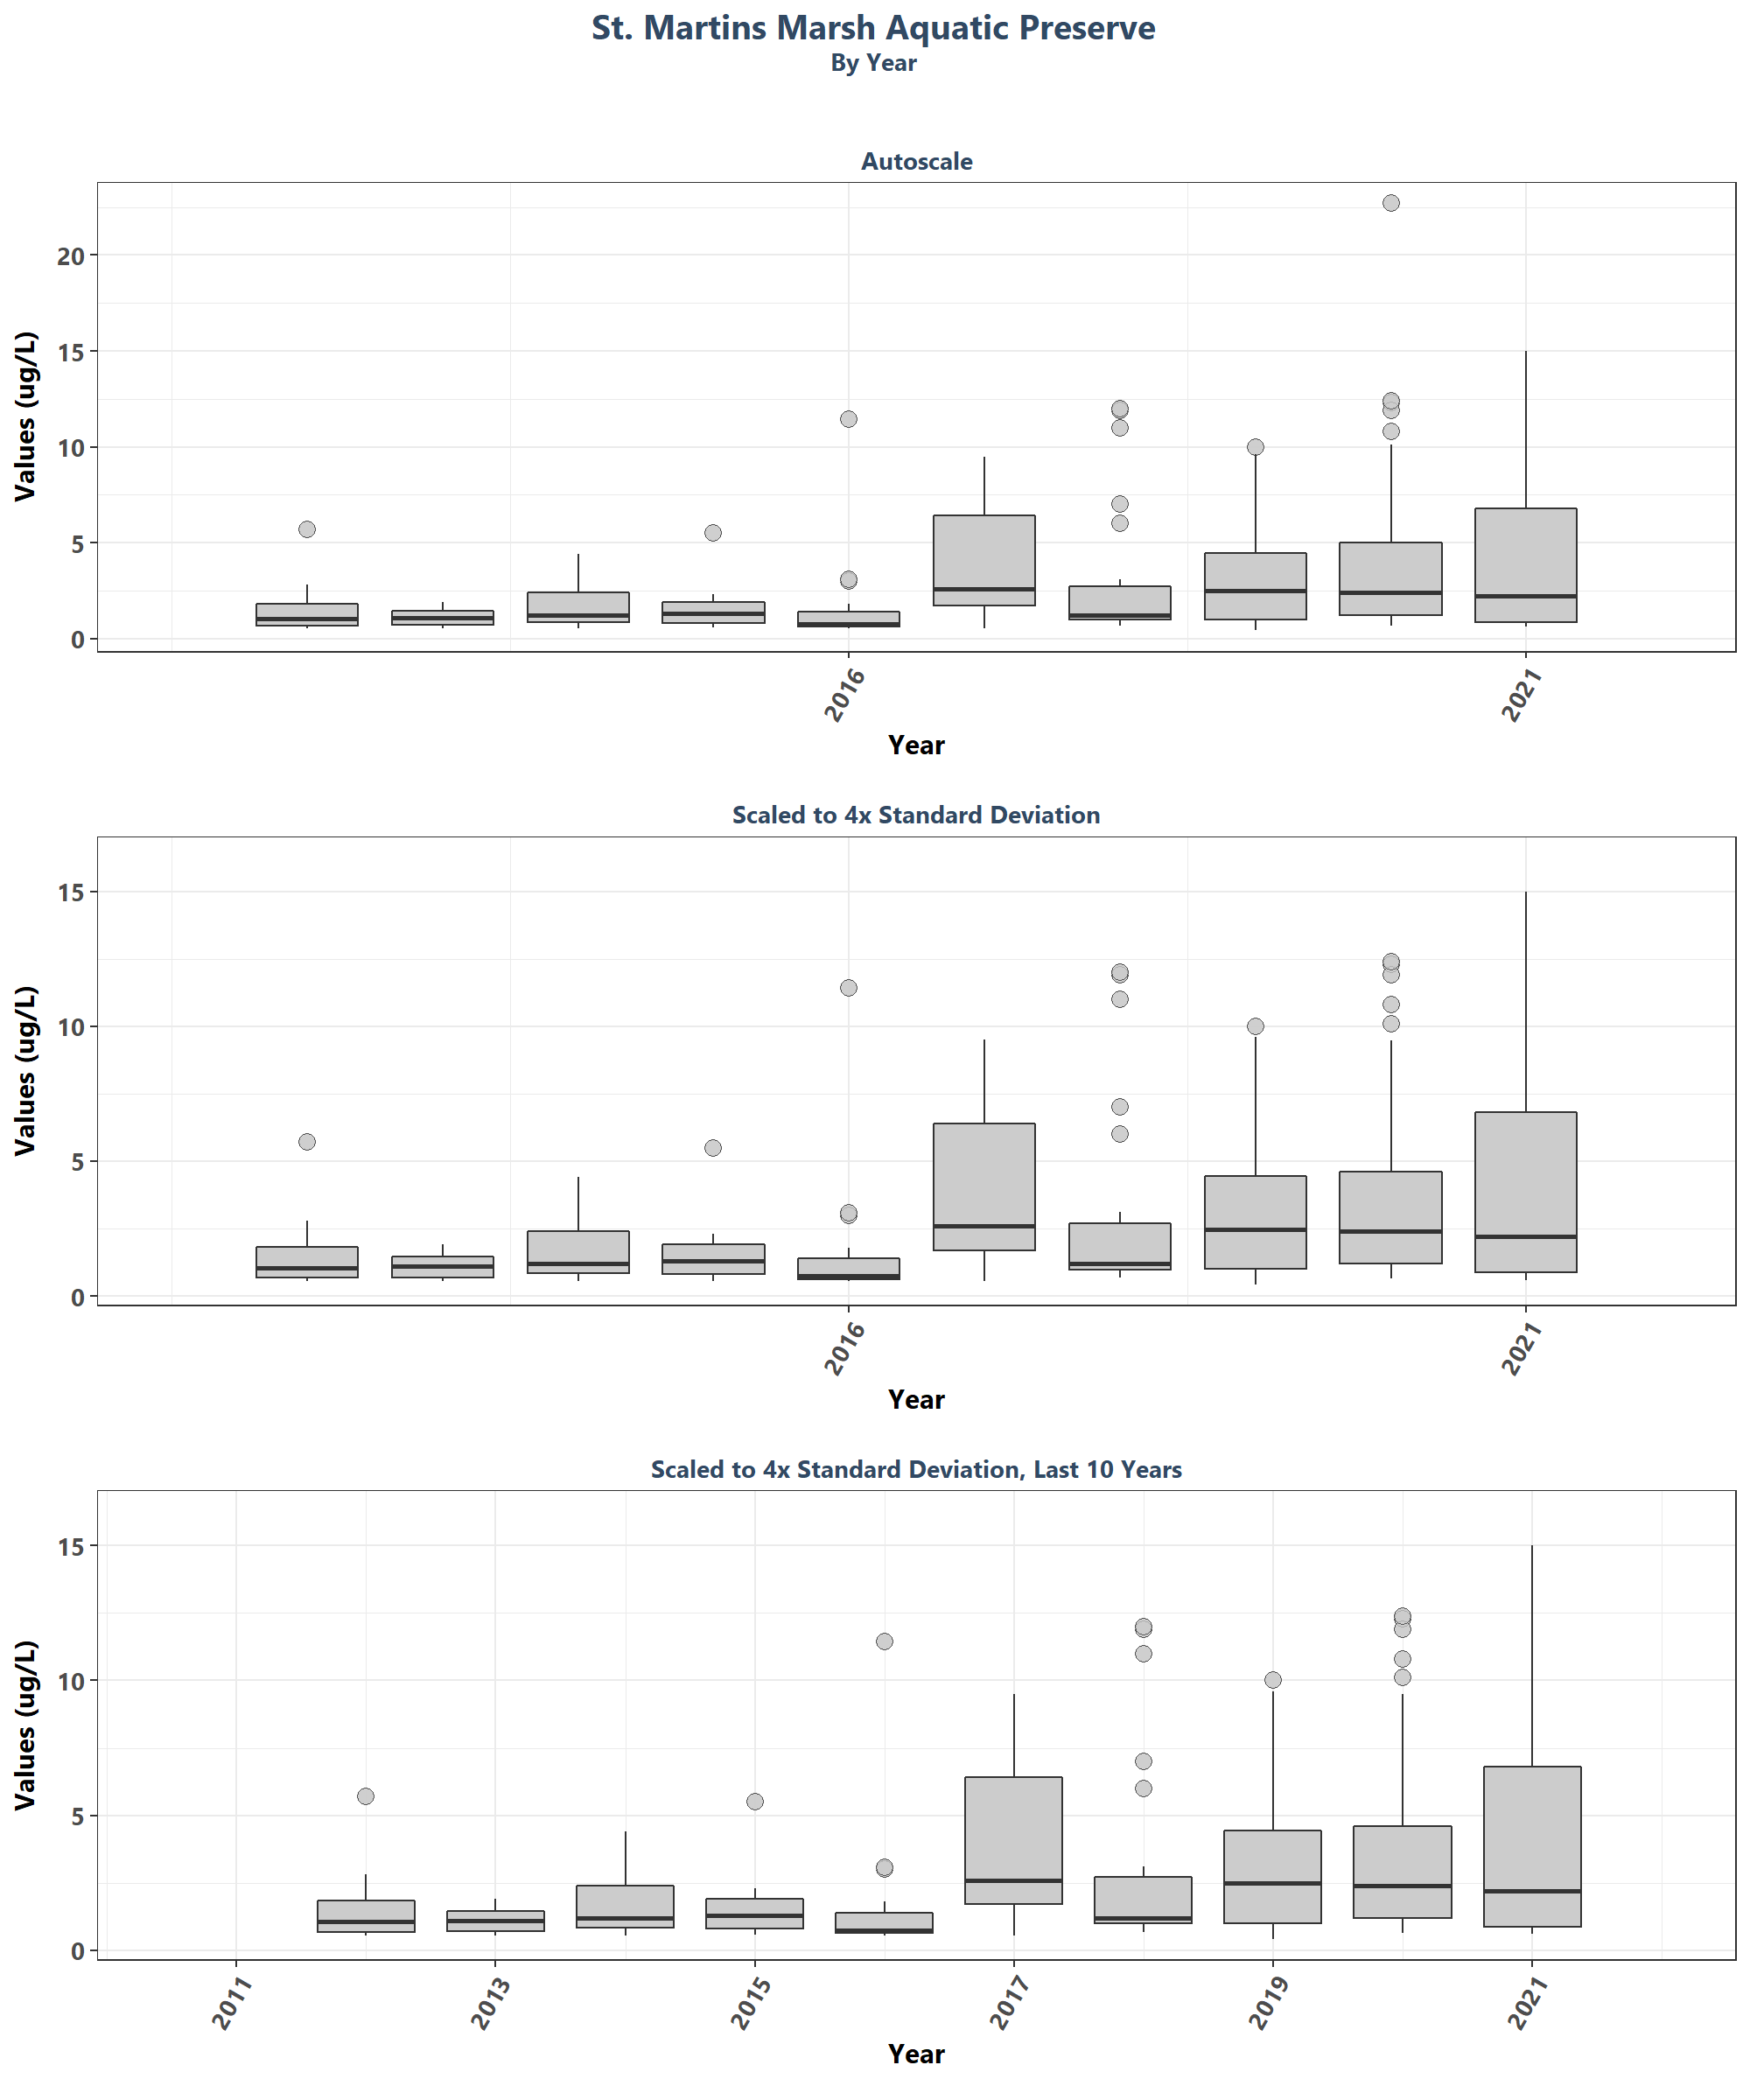 St. Martins Marsh Aquatic Preserve
By Year
Autoscale
Values (ug/L)
20
15
10
5
0
2016
2021
Year
Scaled to 4x Standard Deviation
Values (ug/L)
15
10
5
0
2016
2021
Year
Scaled to 4x Standard Deviation, Last 10 Years
Values (ug/L)
15
10
5
0
2011
2013
2015
2017
2019
2021
Year